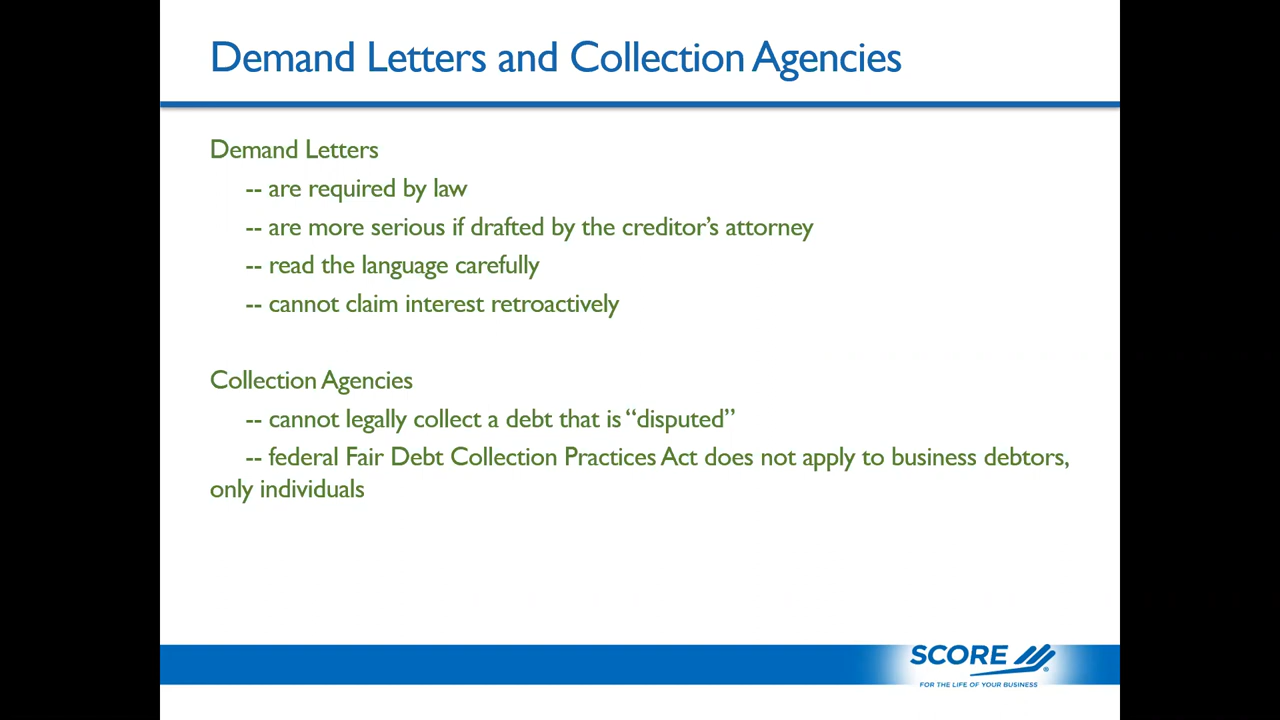 Demand Letters and Collection Agencies
Demand Letters
-- are required by law
-- are more serious if drafted by the creditor’s attorney
-- read the language carefully
-- cannot claim interest retroactively
Collection Agencies
-- cannot legally collect a debt that is “disputed”
-- federal Fair Debt Collection Practices Act does not apply to business debtors,
only individuals
SCORE
FOR THE LIFE OF YOUR BUSINESS